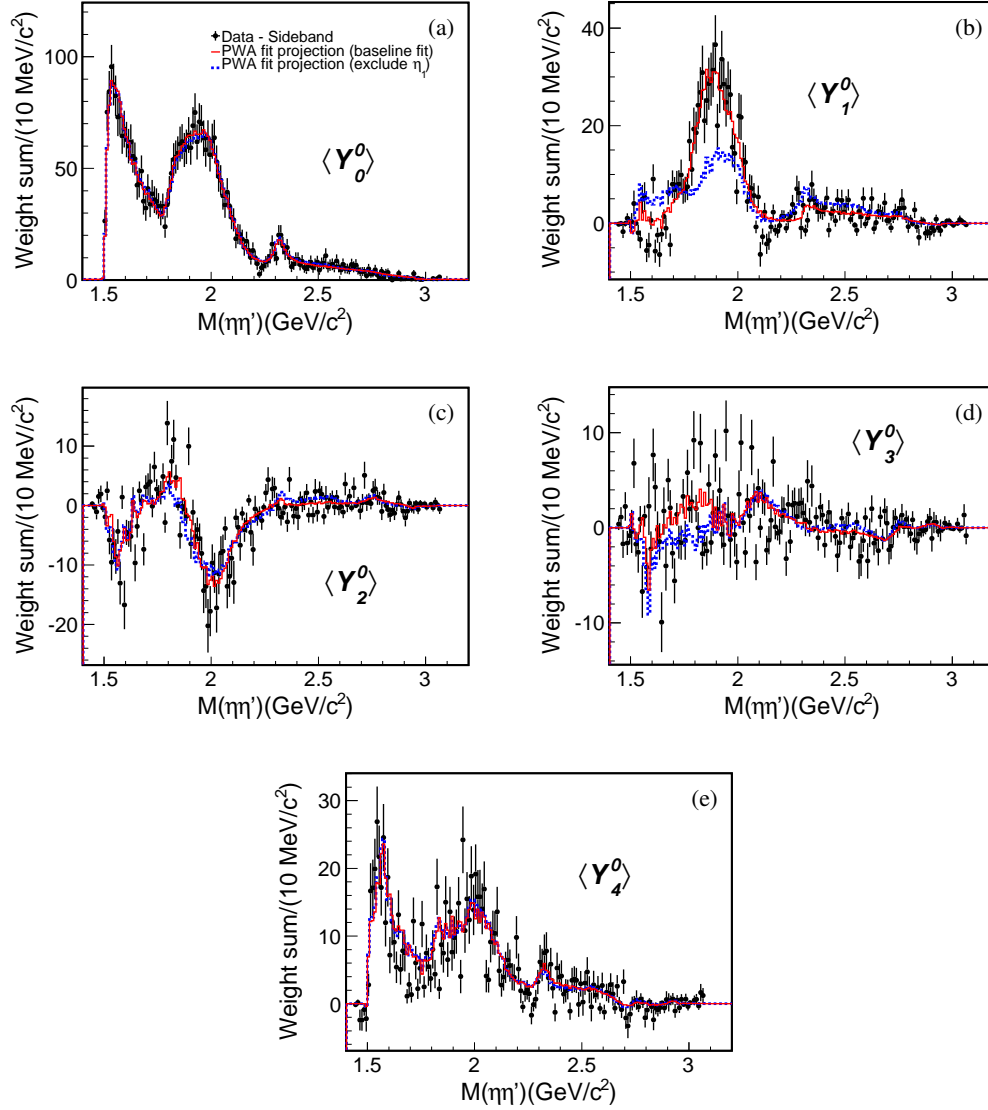 (a)
Data - Sideband
PWA fit projection (baseline fit)
PWA fit projection (exclude η₁)
⟨Y₀⁰⟩
Weight sum/(10 MeV/c²)
100
50
0
1.5 2 2.5 3
M(ηη')(GeV/c²)
(b)
⟨Y₁⁰⟩
Weight sum/(10 MeV/c²)
40
20
0
1.5 2 2.5 3
M(ηη')(GeV/c²)
(c)
⟨Y₂⁰⟩
Weight sum/(10 MeV/c²)
10
0
-10
-20
1.5 2 2.5 3
M(ηη')(GeV/c²)
(d)
⟨Y₃⁰⟩
Weight sum/(10 MeV/c²)
10
0
-10
1.5 2 2.5 3
M(ηη')(GeV/c²)
(e)
⟨Y₄⁰⟩
Weight sum/(10 MeV/c²)
30
20
10
0
1.5 2 2.5 3
M(ηη')(GeV/c²)